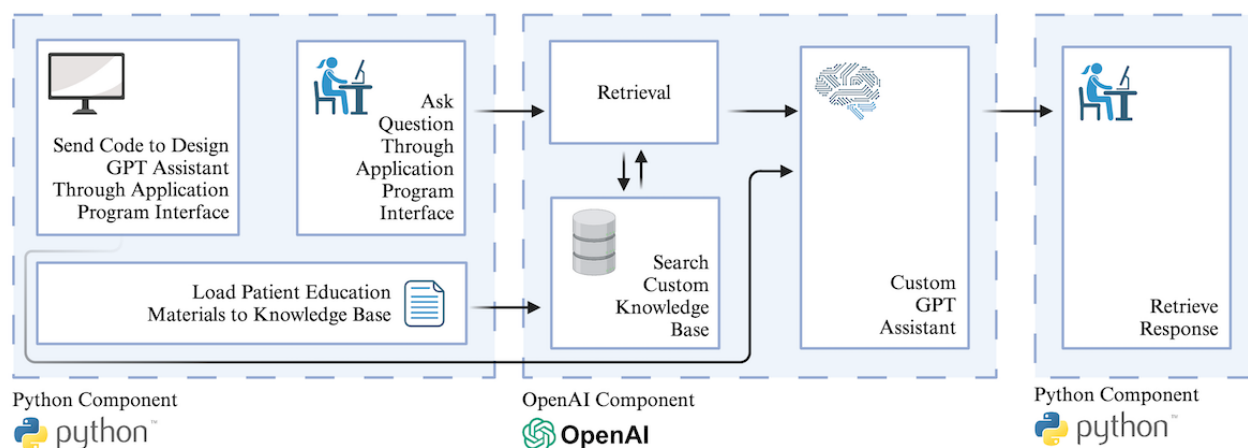 Send Code to Design
GPT Assistant
Through Application
Program Interface
Ask
Question
Through
Application
Program
Interface
Load Patient Education
Materials to Knowledge Base
Retrieval
Search
Custom
Knowledge
Base
Custom
GPT
Assistant
Retrieve
Response
Python Component
python™
OpenAI Component
OpenAI
Python Component
python™